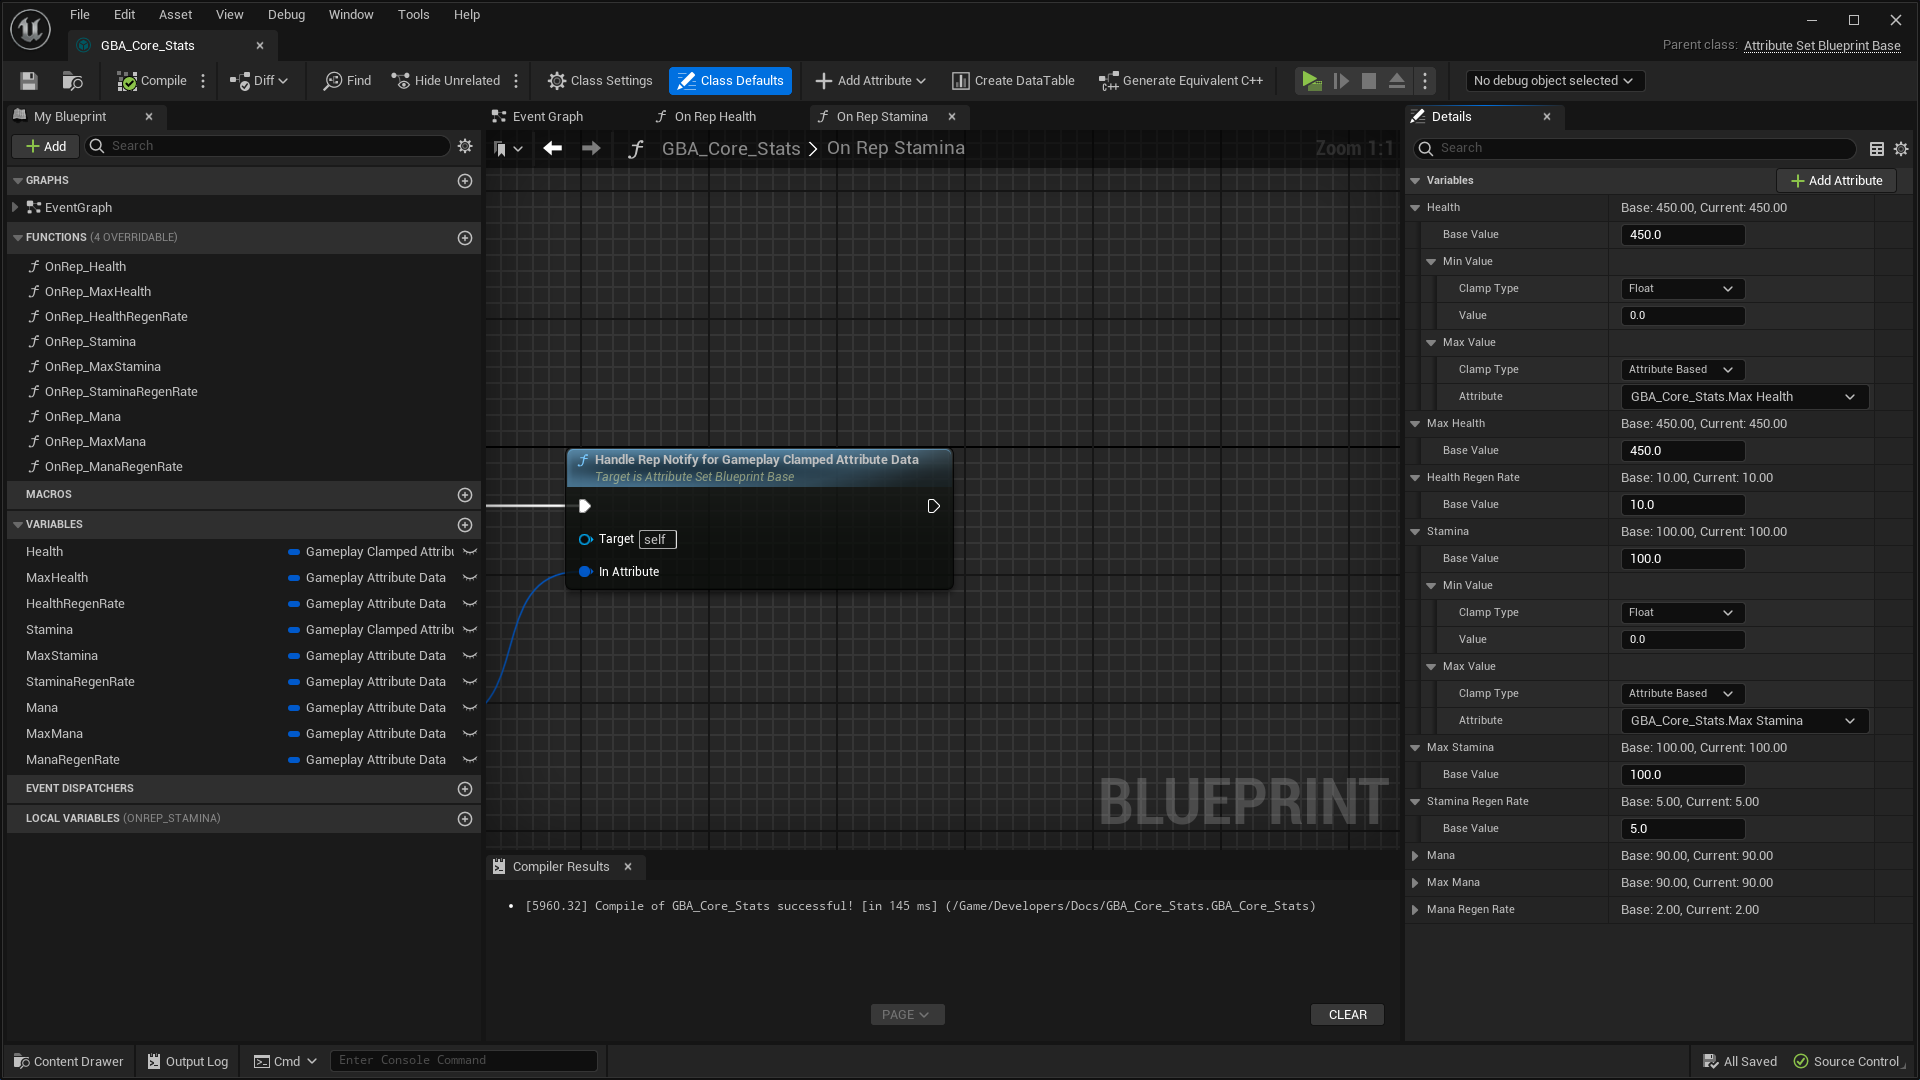 File Edit Asset View Debug Window Tools Help
GBA_Core_Stats
Parent class: Attribute Set Blueprint Base
Compile Diff Find Hide Unrelated Class Settings Class Defaults Add Attribute Create DataTable Generate Equivalent C++ No debug object selected
My Blueprint
Add Search
GRAPHS
EventGraph
FUNCTIONS (4 OVERRIDABLE)
OnRep_Health
OnRep_MaxHealth
OnRep_HealthRegenRate
OnRep_Stamina
OnRep_MaxStamina
OnRep_StaminaRegenRate
OnRep_Mana
OnRep_MaxMana
OnRep_ManaRegenRate
MACROS
VARIABLES
Health Gameplay Clamped Attribu
MaxHealth Gameplay Attribute Data
HealthRegenRate Gameplay Attribute Data
Stamina Gameplay Clamped Attribu
MaxStamina Gameplay Attribute Data
StaminaRegenRate Gameplay Attribute Data
Mana Gameplay Attribute Data
MaxMana Gameplay Attribute Data
ManaRegenRate Gameplay Attribute Data
EVENT DISPATCHERS
LOCAL VARIABLES (ONREP_STAMINA)
Event Graph On Rep Health On Rep Stamina
GBA_Core_Stats > On Rep Stamina Zoom 1:1
Handle Rep Notify for Gameplay Clamped Attribute Data
Target is Attribute Set Blueprint Base
Target self
In Attribute
BLUEPRINT
Compiler Results
[5960.32] Compile of GBA_Core_Stats successful! [in 145 ms] (/Game/Developers/Docs/GBA_Core_Stats.GBA_Core_Stats)
PAGE CLEAR
Details
Search
Variables Add Attribute
Health Base: 450.00, Current: 450.00
Base Value 450.0
Min Value
Clamp Type Float
Value 0.0
Max Value
Clamp Type Attribute Based
Attribute GBA_Core_Stats.Max Health
Max Health Base: 450.00, Current: 450.00
Base Value 450.0
Health Regen Rate Base: 10.00, Current: 10.00
Base Value 10.0
Stamina Base: 100.00, Current: 100.00
Base Value 100.0
Min Value
Clamp Type Float
Value 0.0
Max Value
Clamp Type Attribute Based
Attribute GBA_Core_Stats.Max Stamina
Max Stamina Base: 100.00, Current: 100.00
Base Value 100.0
Stamina Regen Rate Base: 5.00, Current: 5.00
Base Value 5.0
Mana Base: 90.00, Current: 90.00
Max Mana Base: 90.00, Current: 90.00
Mana Regen Rate Base: 2.00, Current: 2.00
Content Drawer Output Log Cmd Enter Console Command All Saved Source Control